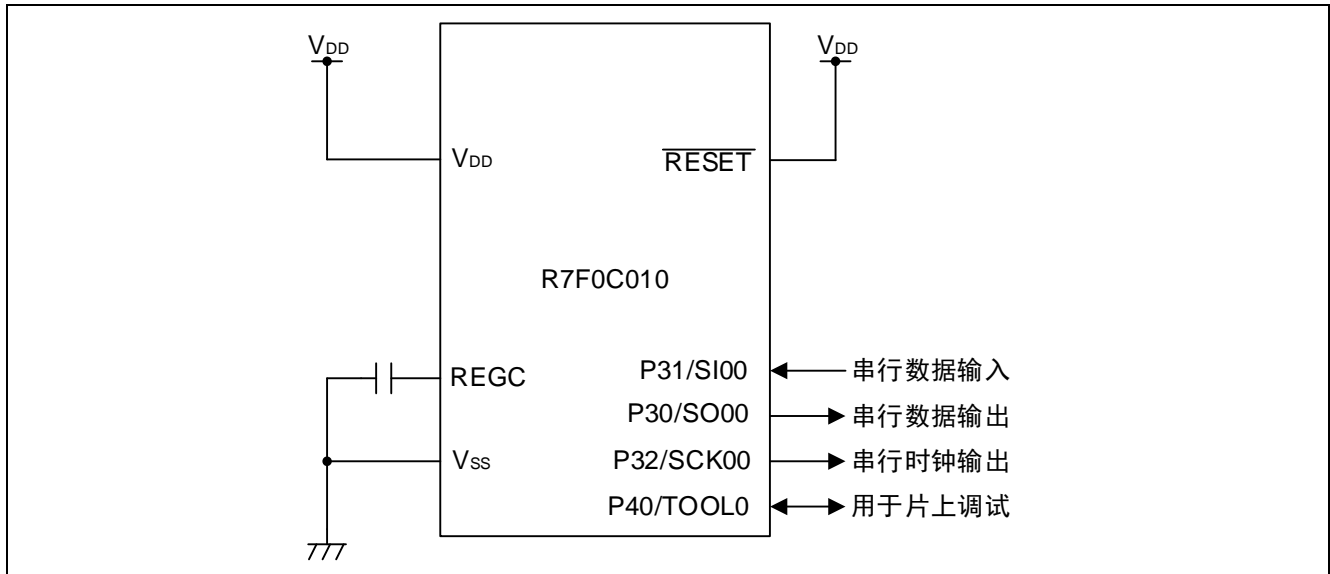 VDD
VDD
VDD
RESET
R7F0C010
REGC
P31/SI00
串行数据输入
P30/SO00
串行数据输出
VSS
P32/SCK00
串行时钟输出
P40/TOOL0
用于片上调试